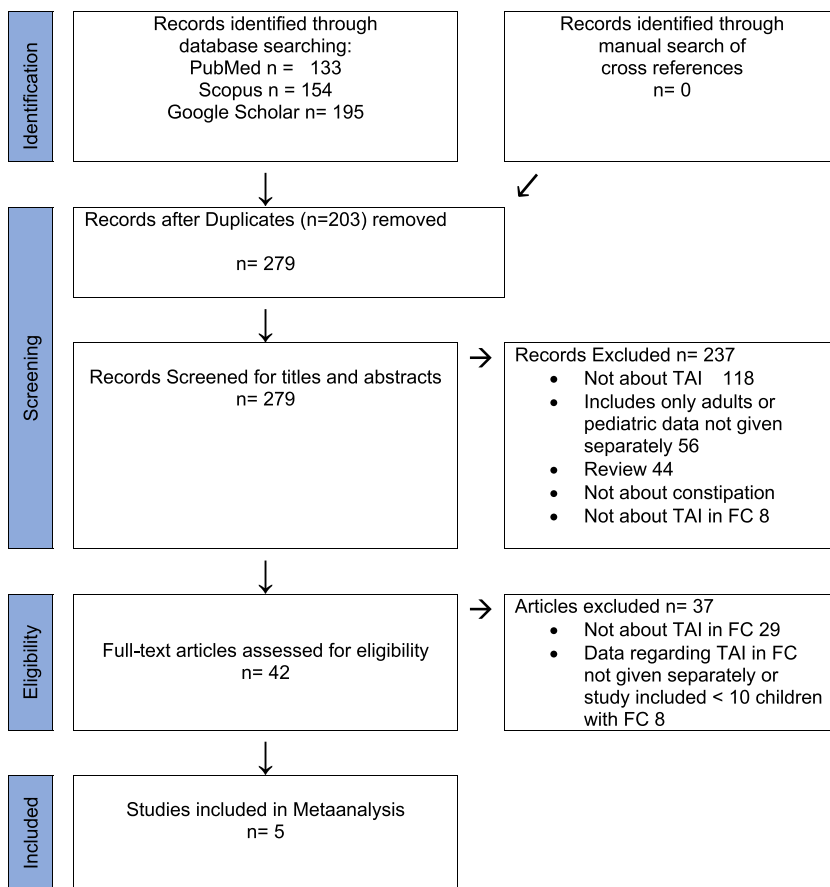 Identification
Records identified through
database searching:
PubMed n = 133
Scopus n = 154
Google Scholar n= 195
Records identified through
manual search of
cross references
n= 0
↓
↙
Screening
Records after Duplicates (n=203) removed
n= 279
↓
Records Screened for titles and abstracts
n= 279
→
Records Excluded n= 237
• Not about TAI 118
• Includes only adults or
pediatric data not given
separately 56
• Review 44
• Not about constipation
• Not about TAI in FC 8
↓
Eligibility
Full-text articles assessed for eligibility
n= 42
→
Articles excluded n= 37
• Not about TAI in FC 29
• Data regarding TAI in FC
not given separately or
study included < 10 children
with FC 8
↓
Included
Studies included in Metaanalysis
n= 5